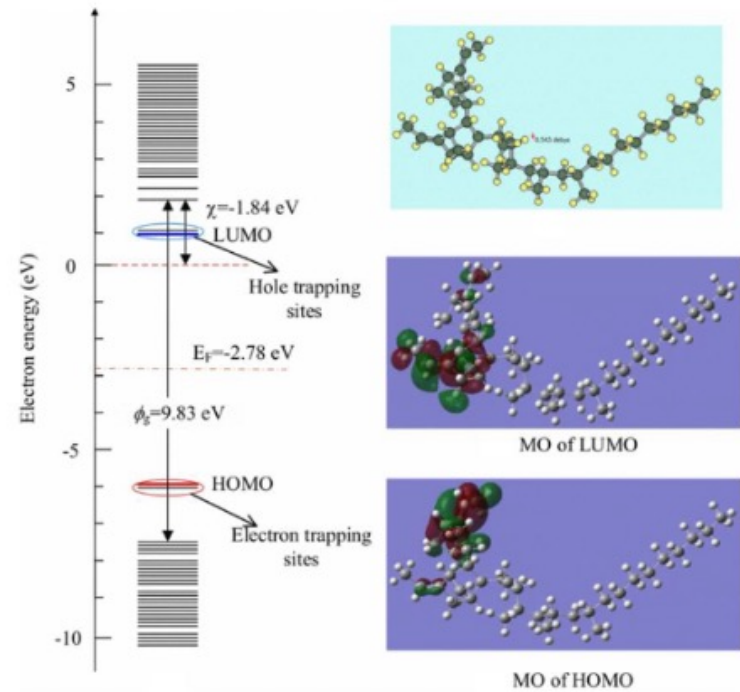 Electron energy (eV)
5
0
-5
-10
χ=-1.84 eV
LUMO
Hole trapping
sites
E_F=-2.78 eV
ϕ_g=9.83 eV
HOMO
Electron trapping
sites
MO of LUMO
MO of HOMO